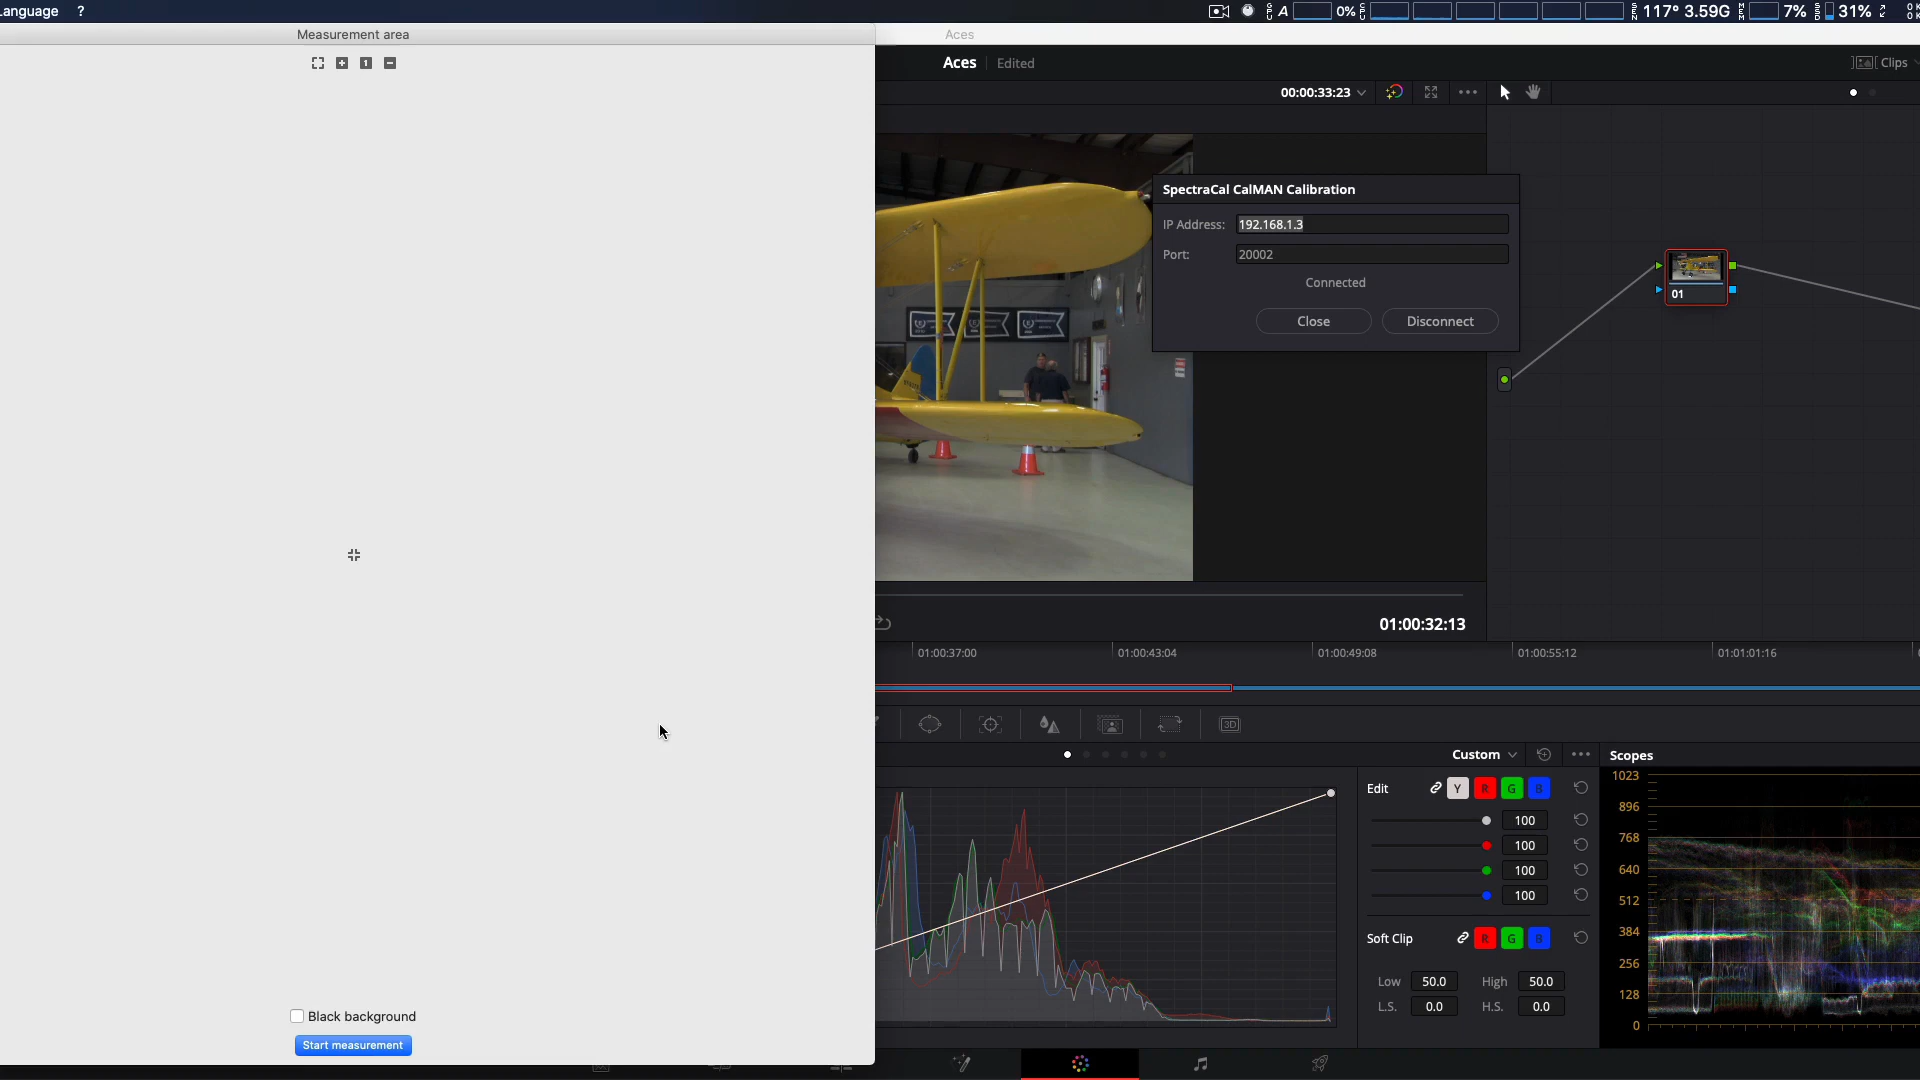 Language ?
A 0% 117° 3.59G 7% 31%
Measurement area
Aces
Aces Edited
Clips
00:00:33:23
SpectraCal CalMAN Calibration
IP Address: 192.168.1.3
Port: 20002
Connected
Close Disconnect
01
01:00:32:13
01:00:37:00 01:00:43:04 01:00:49:08 01:00:55:12 01:01:01:16
3D
Custom
Scopes
Edit Y R G B
100
100
100
100
Soft Clip R G B
Low 50.0 High 50.0
L.S. 0.0 H.S. 0.0
1023
896
768
640
512
384
256
128
0
Black background
Start measurement